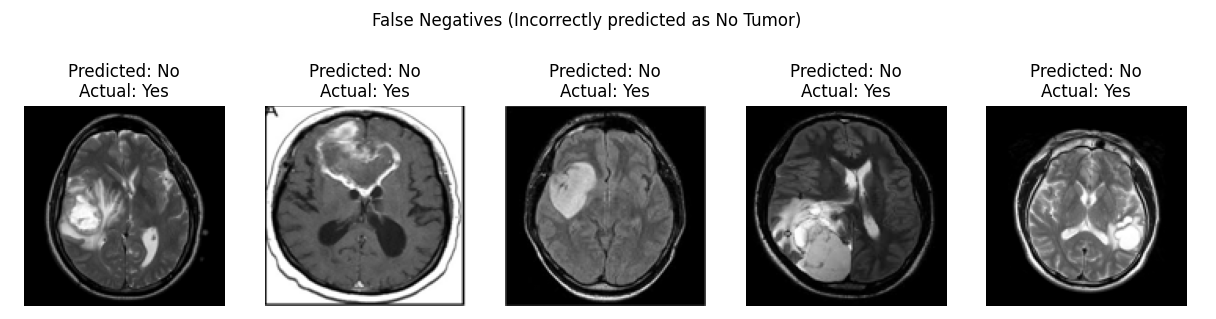 False Negatives (Incorrectly predicted as No Tumor)
Predicted: No
Actual: Yes
Predicted: No
Actual: Yes
Predicted: No
Actual: Yes
Predicted: No
Actual: Yes
Predicted: No
Actual: Yes
A